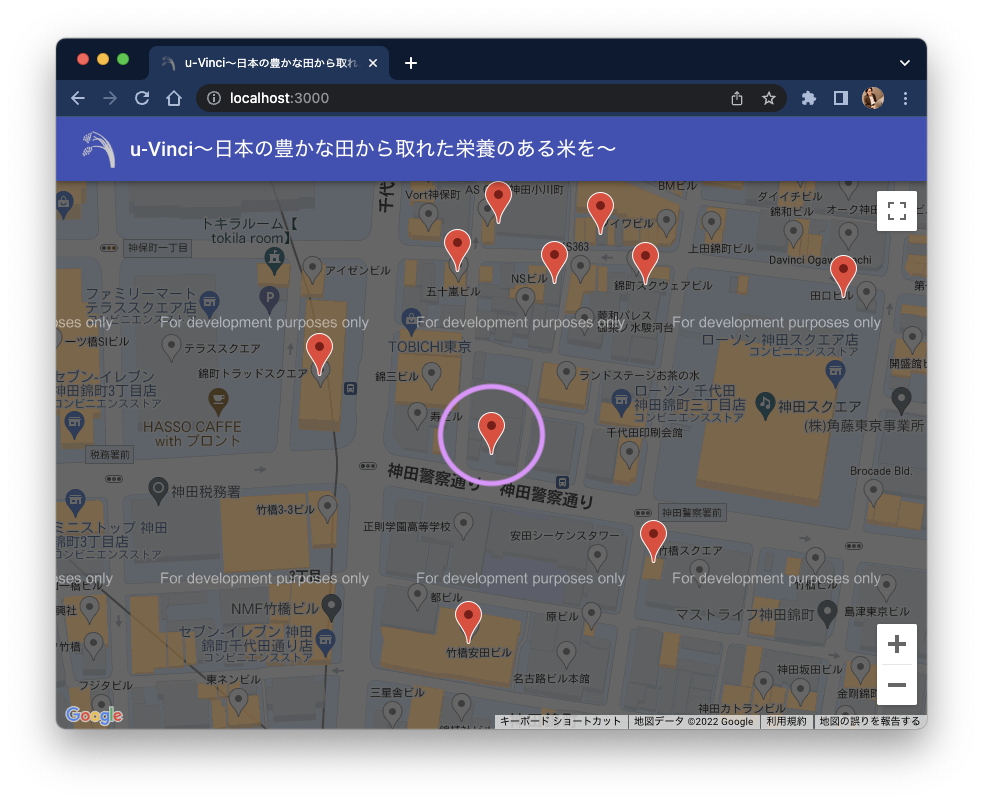 u-Vinci〜日本の豊かな田から取れ
localhost:3000
u-Vinci〜日本の豊かな田から取れた栄養のある米を〜
千代
Vort神保町
神田小川町
BMビル
ダイイチビル
錦和ビル
オーク神田
トキラルーム【
tokila room】
神保町一丁目
S363
上田錦町ビル
アイゼンビル
NSビル
五十嵐ビル
錦町スクウェアビル
田口ビル
ファミリーマート
テラススクエア店
コンビニエンスストア
ses only
For development purposes only
For development purposes only
For development purposes only
一ツ橋SIビル
テラススクエア
TOBICHI東京
ローソン 神田スクエア店
コンビニエンスストア
開盛館ビ
セブン-イレブン
神田錦町3丁目店
コンビニエンスストア
錦町トラッドスクエア
錦三ビル
ランドステージお茶の水
ローソン 千代田
神田錦町三丁目店
コンビニエンスストア
神田スクエア
HASSO CAFFE
with プロント
千代田印刷会館
(株)角藤東京事業所
税務署前
神田警察通り
神田警察通り
Brocade Bld.
神田税務署
竹橋3-3ビル
神田警察署前
ミニストップ 神田
錦町3丁目店
コンビニエンスストア
正則学園高等学校
安田シーケンスタワー
竹橋スクエア
ses only
For development purposes only
For development purposes only
For development purposes only
3丁目
都ビル
NMF竹橋ビル
原ビル
マストライフ神田錦町
島津東京ビル
セブン-イレブン 神田
錦町千代田通り店
コンビニエンスストア
竹橋安田ビル
フジタビル
東ネンビル
名古路ビル本館
神田坂田ビル
三星舎ビル
神田カトランビル
金剛錦町
Google
キーボード ショートカット
地図データ ©2022 Google
利用規約
地図の誤りを報告する